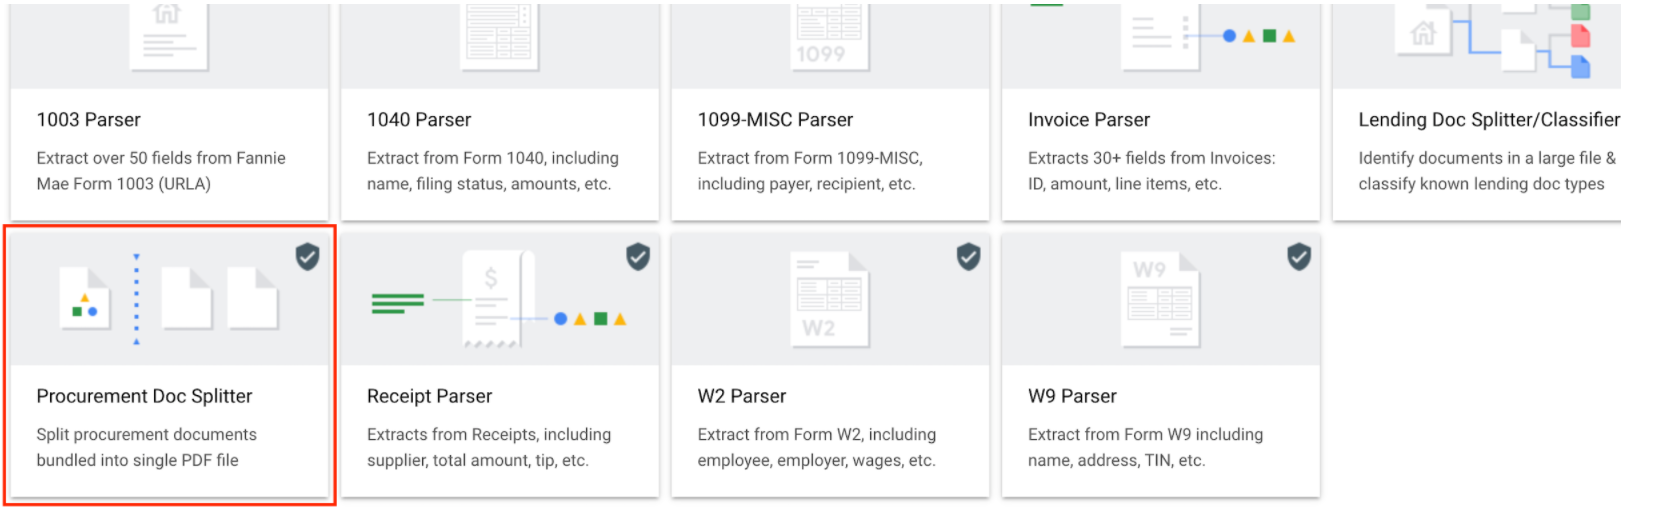 1099
1003 Parser
Extract over 50 fields from Fannie
Mae Form 1003 (URLA)
1040 Parser
Extract from Form 1040, including
name, filing status, amounts, etc.
1099-MISC Parser
Extract from Form 1099-MISC,
including payer, recipient, etc.
Invoice Parser
Extracts 30+ fields from Invoices:
ID, amount, line items, etc.
Lending Doc Splitter/Classifier
Identify documents in a large file &
classify known lending doc types
Procurement Doc Splitter
Split procurement documents
bundled into single PDF file
$
Receipt Parser
Extracts from Receipts, including
supplier, total amount, tip, etc.
W2
W2 Parser
Extract from Form W2, including
employee, employer, wages, etc.
W9
W9 Parser
Extract from Form W9 including
name, address, TIN, etc.